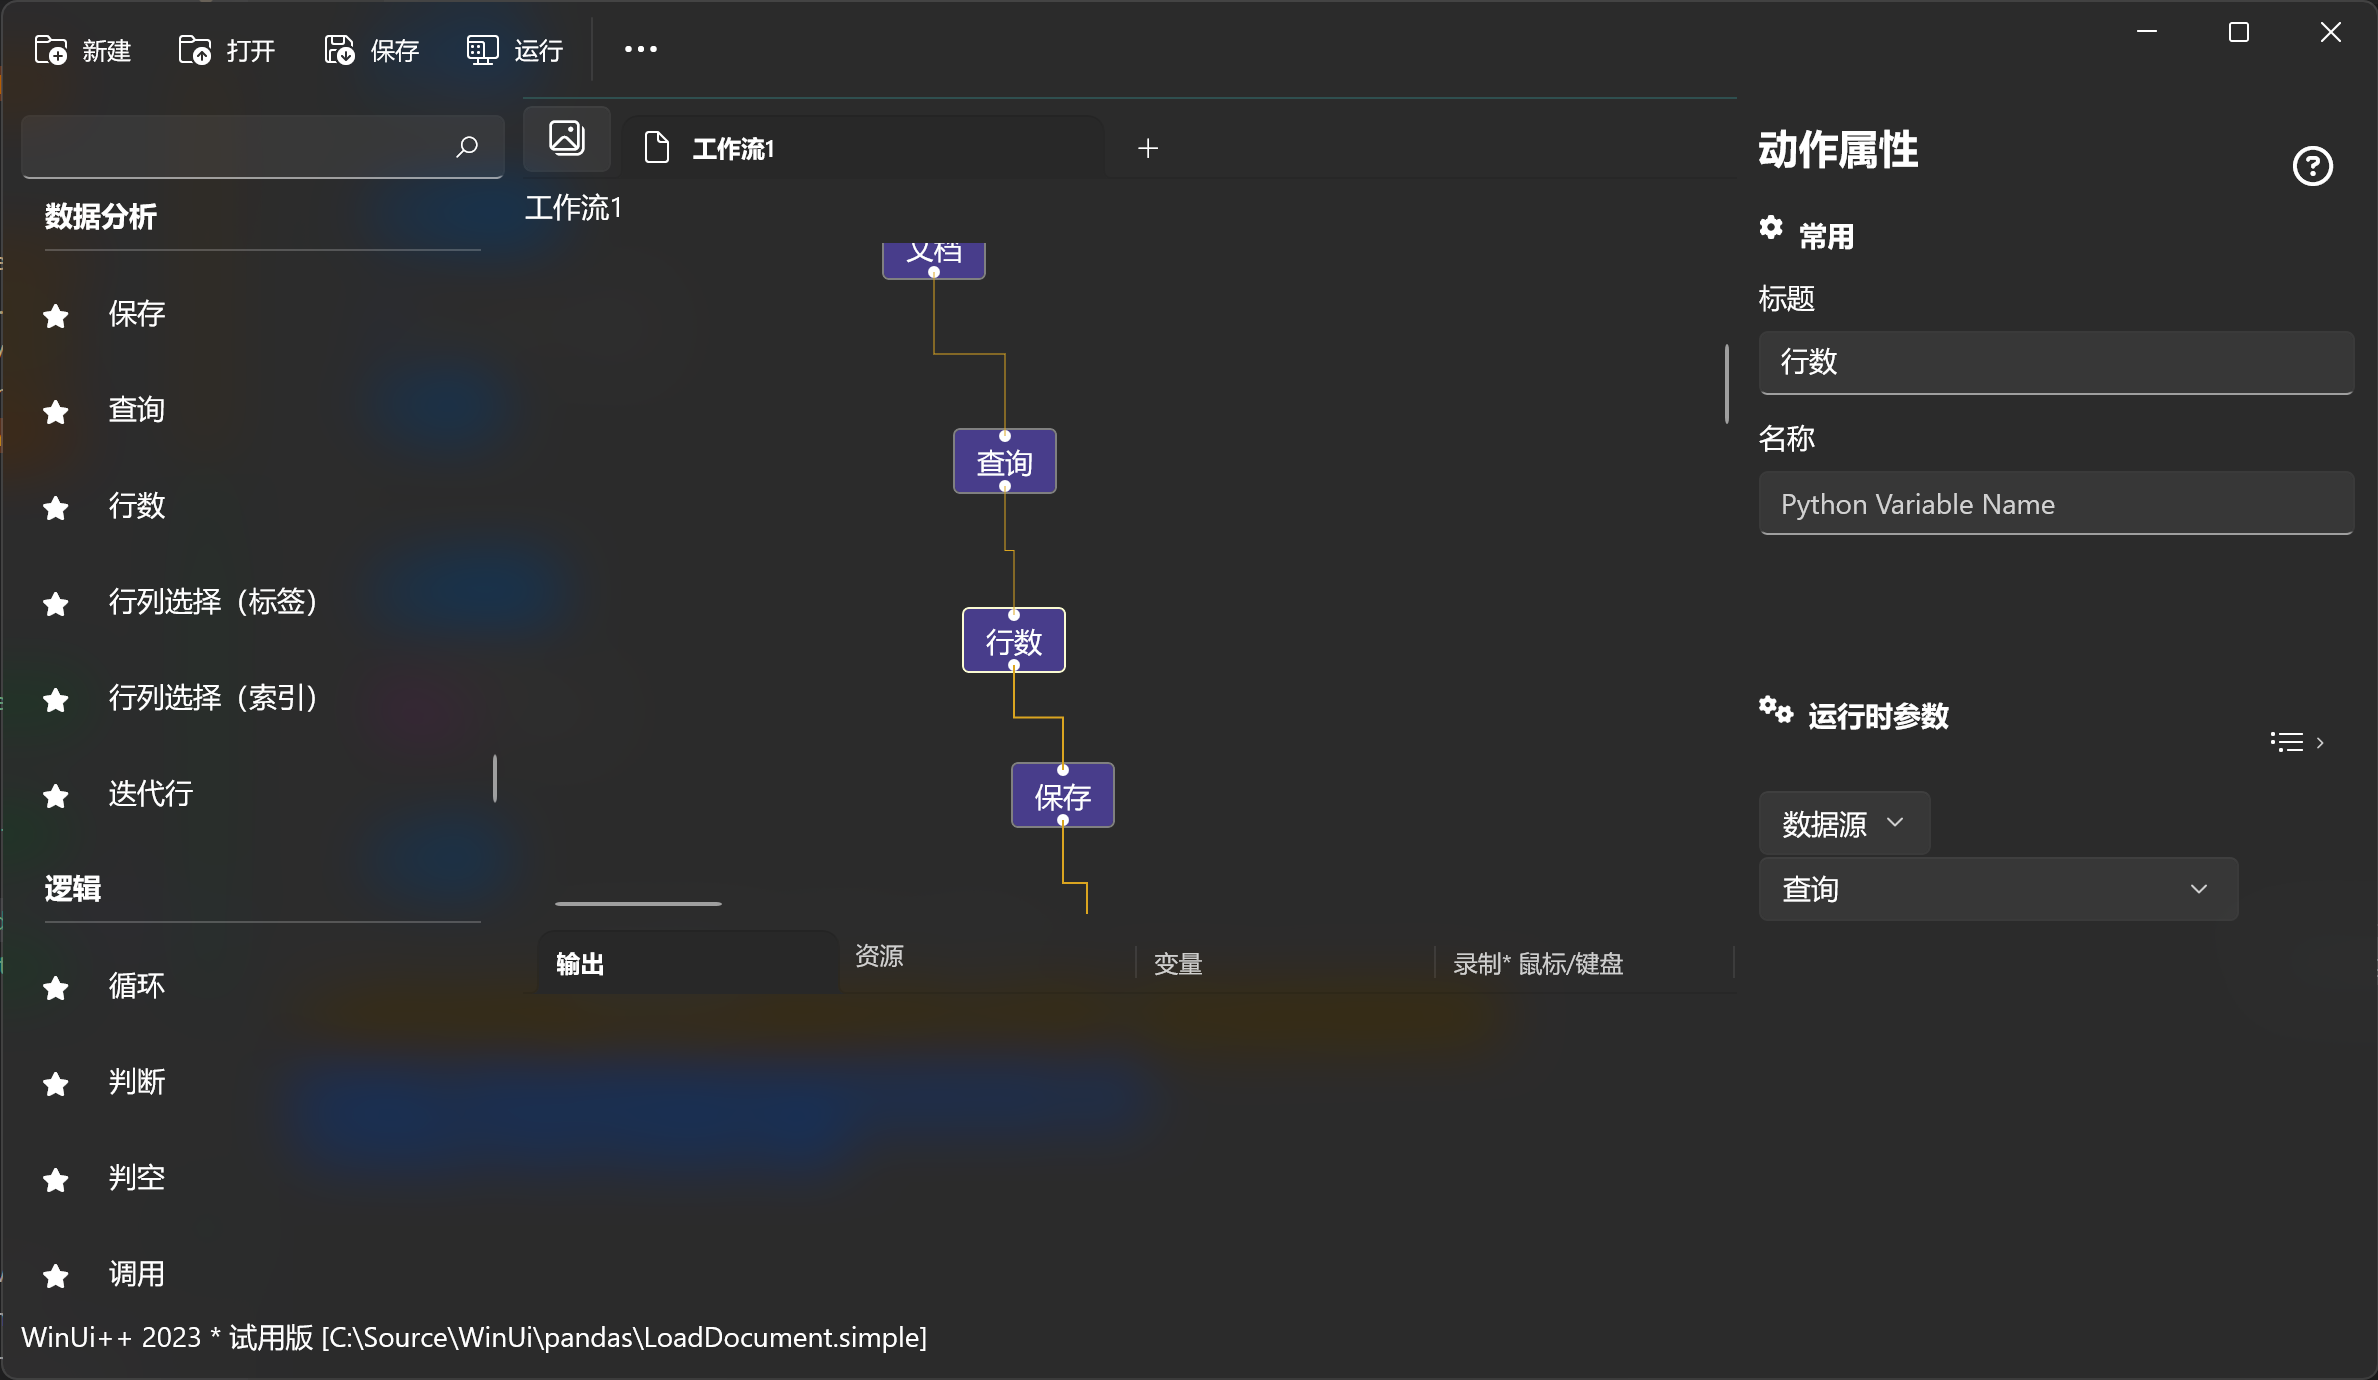 新建
打开
保存
运行
数据分析
保存
查询
行数
行列选择（标签）
行列选择（索引）
迭代行
逻辑
循环
判断
判空
调用
工作流1
工作流1
文档
查询
行数
保存
输出
资源
变量
录制* 鼠标/键盘
动作属性
常用
标题
行数
名称
Python Variable Name
运行时参数
数据源
查询
WinUi++ 2023 * 试用版 [C:\Source\WinUi\pandas\LoadDocument.simple]